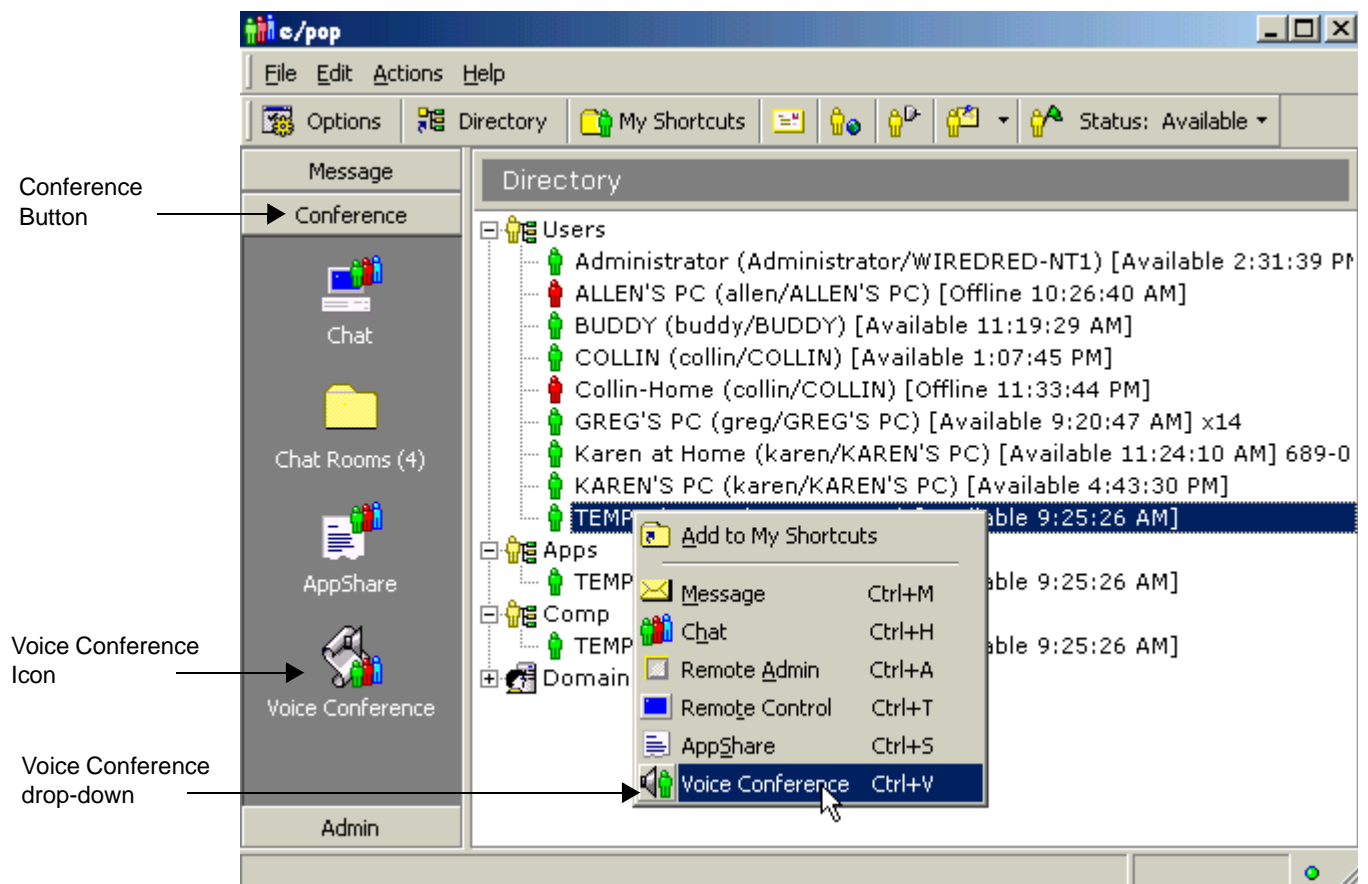 e/pop
File Edit Actions Help
Options Directory My Shortcuts Status: Available
Message
Conference
Chat
Chat Rooms (4)
AppShare
Voice Conference
Admin
Directory
Users
Administrator (Administrator/WIREDRED-NT1) [Available 2:31:39 PM
ALLEN'S PC (allen/ALLEN'S PC) [Offline 10:26:40 AM]
BUDDY (buddy/BUDDY) [Available 11:19:29 AM]
COLLIN (collin/COLLIN) [Available 1:07:45 PM]
Collin-Home (collin/COLLIN) [Offline 11:33:44 PM]
GREG'S PC (greg/GREG'S PC) [Available 9:20:47 AM] x14
Karen at Home (karen/KAREN'S PC) [Available 11:24:10 AM] 689-0
KAREN'S PC (karen/KAREN'S PC) [Available 4:43:30 PM]
TEMP able 9:25:26 AM]
Apps
TEMP able 9:25:26 AM]
Comp
TEMP able 9:25:26 AM]
Domain
Add to My Shortcuts
Message Ctrl+M
Chat Ctrl+H
Remote Admin Ctrl+A
Remote Control Ctrl+T
AppShare Ctrl+S
Voice Conference Ctrl+V
Conference
Button
Voice Conference
Icon
Voice Conference
drop-down